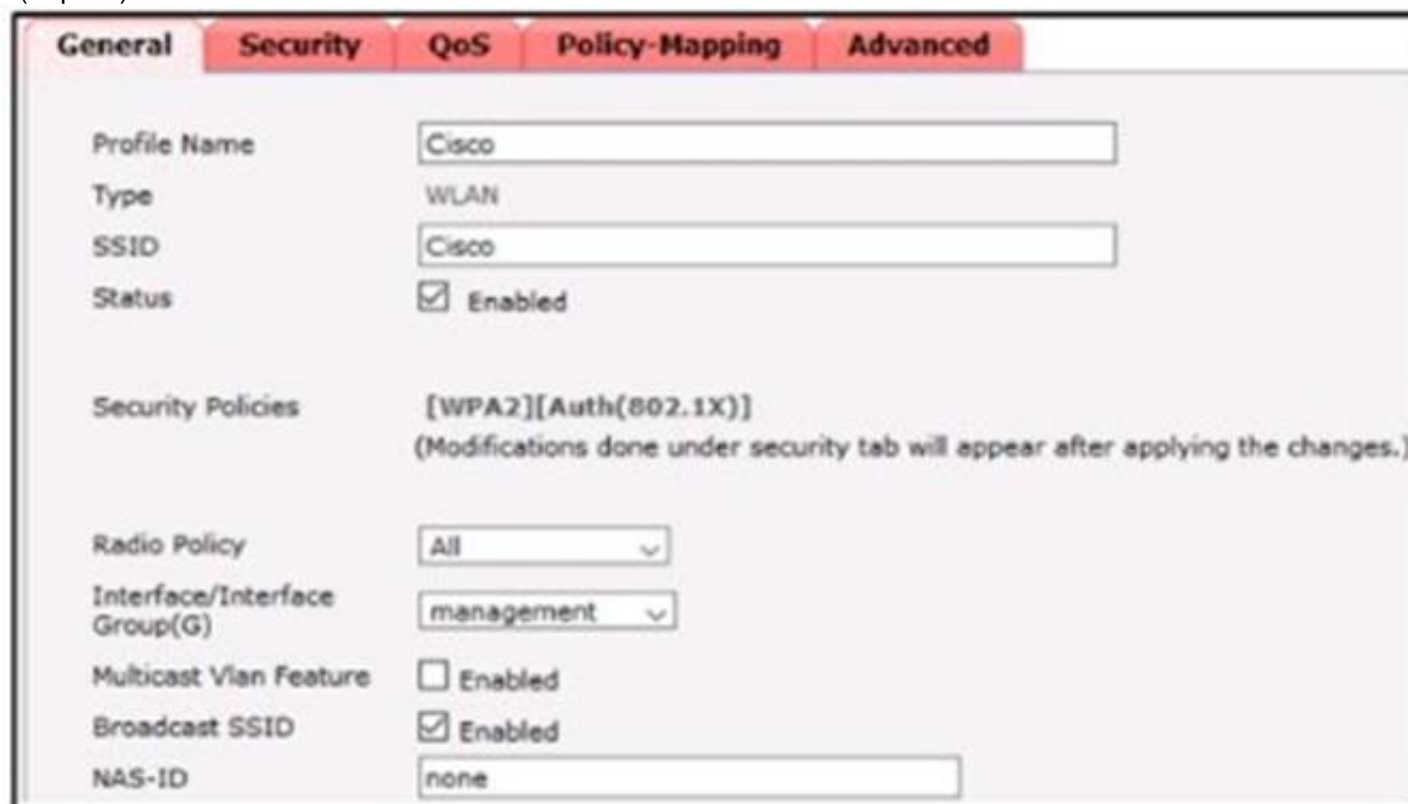 General Security QoS Policy-Mapping Advanced
Profile Name Cisco
Type WLAN
SSID Cisco
Status Enabled
Security Policies [WPA2][Auth(802.1X)]
(Modifications done under security tab will appear after applying the changes.)
Radio Policy All
Interface/Interface
Group(G) management
Multicast Vlan Feature Enabled
Broadcast SSID Enabled
NAS-ID none